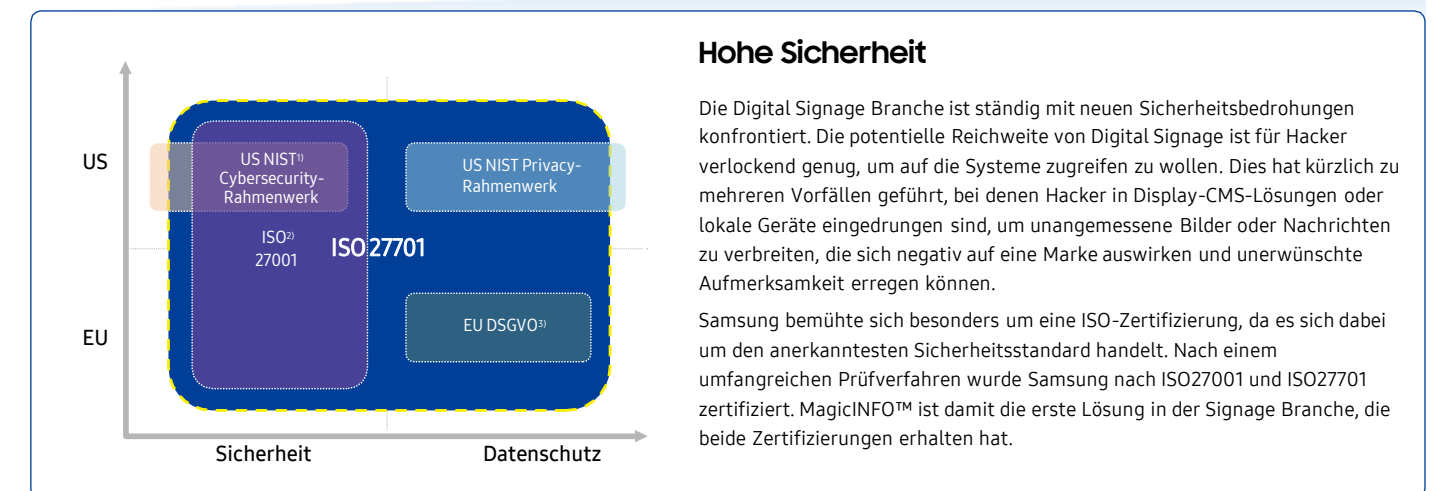 US
EU
US NIST¹⁾
Cybersecurity-
Rahmenwerk
ISO²⁾
27001
ISO 27701
US NIST Privacy-
Rahmenwerk
EU DSGVO³⁾
Sicherheit
Datenschutz
Hohe Sicherheit
Die Digital Signage Branche ist ständig mit neuen Sicherheitsbedrohungen
konfrontiert. Die potentielle Reichweite von Digital Signage ist für Hacker
verlockend genug, um auf die Systeme zugreifen zu wollen. Dies hat kürzlich zu
mehreren Vorfällen geführt, bei denen Hacker in Display-CMS-Lösungen oder
lokale Geräte eingedrungen sind, um unangemessene Bilder oder Nachrichten
zu verbreiten, die sich negativ auf eine Marke auswirken und unerwünschte
Aufmerksamkeit erregen können.
Samsung bemühte sich besonders um eine ISO-Zertifizierung, da es sich dabei
um den anerkanntesten Sicherheitsstandard handelt. Nach einem
umfangreichen Prüfverfahren wurde Samsung nach ISO27001 und ISO27701
zertifiziert. MagicINFO™ ist damit die erste Lösung in der Signage Branche, die
beide Zertifizierungen erhalten hat.